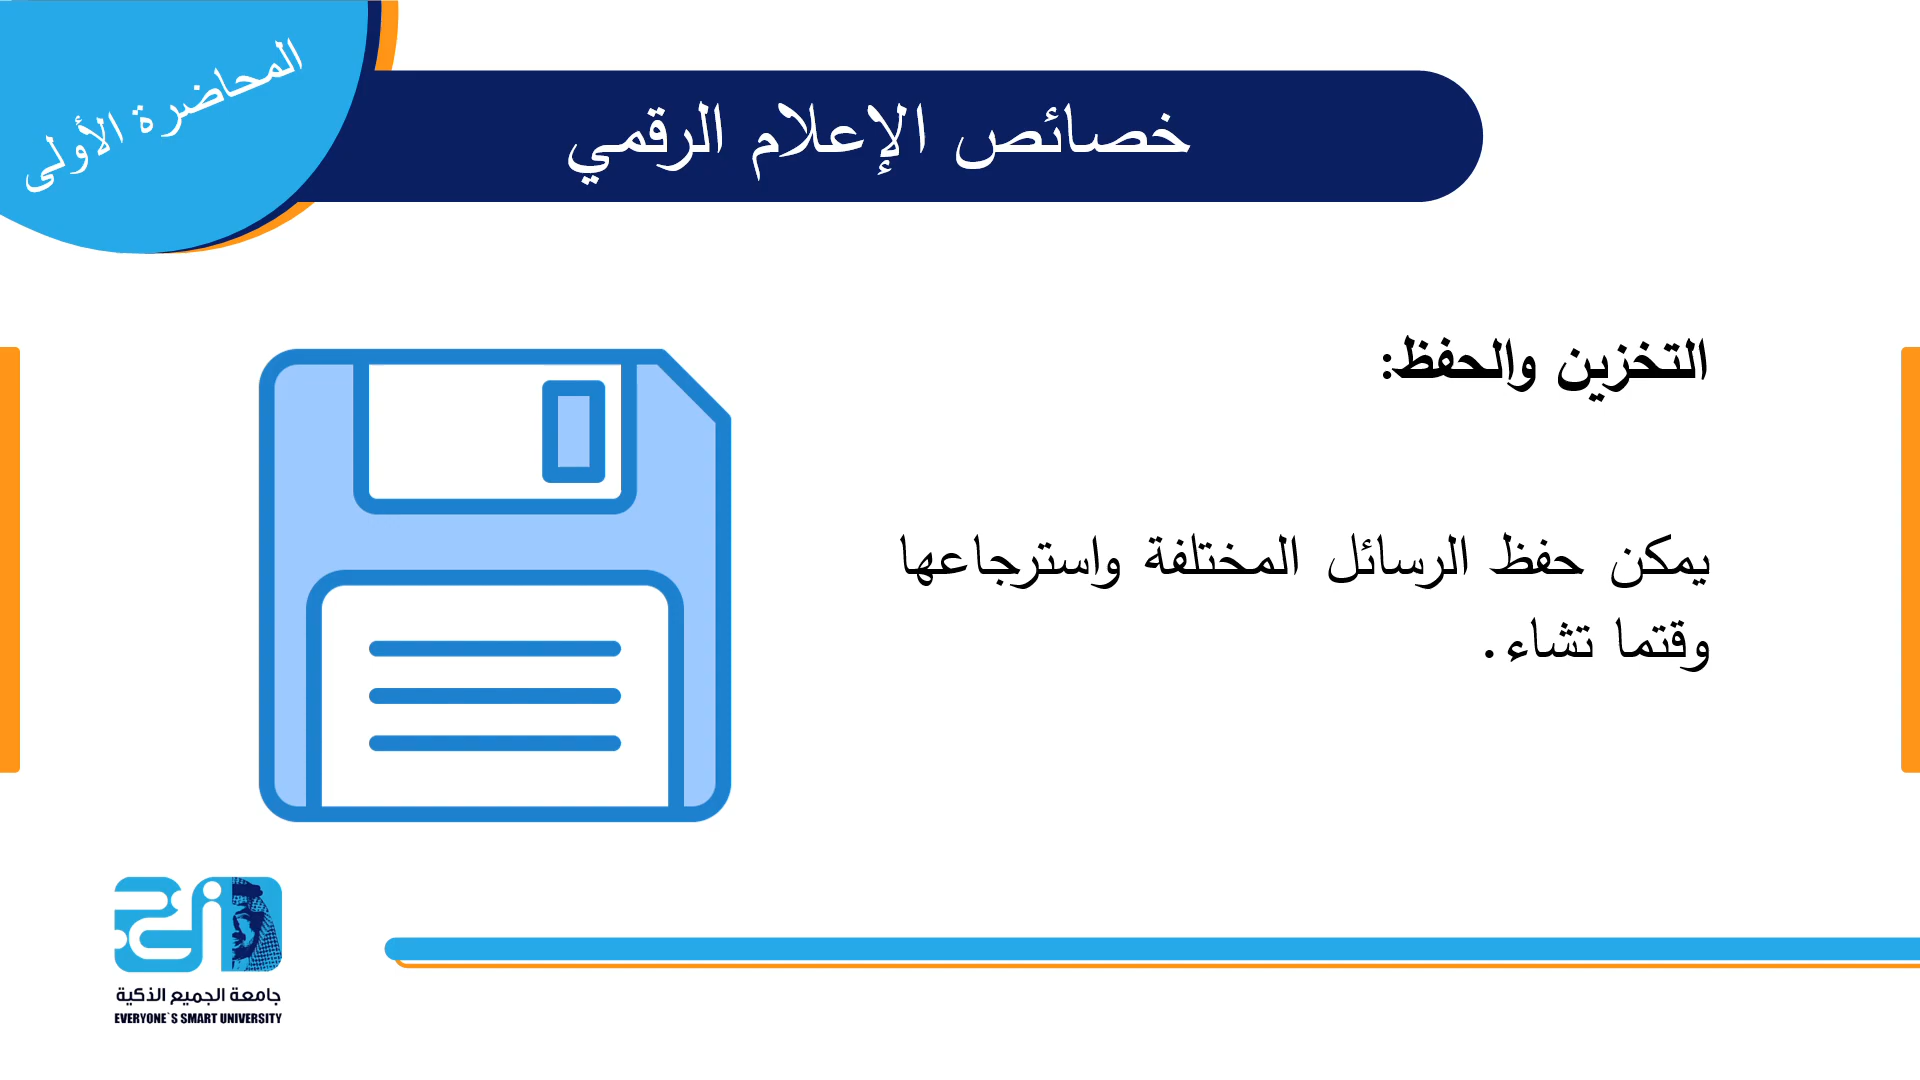 المحاضرة الأولى
خصائص الإعلام الرقمي
التخزين والحفظ:
يمكن حفظ الرسائل المختلفة واسترجاعها
وقتما تشاء.
جامعة الجميع الذكية
EVERYONE`S SMART UNIVERSITY